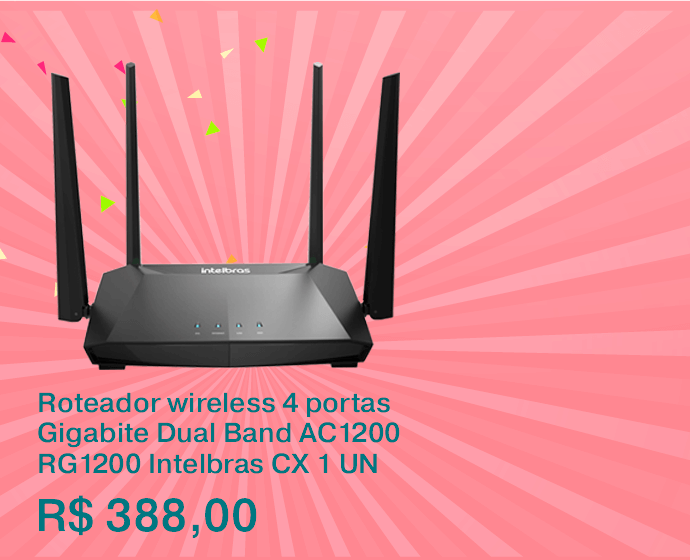 intelbras
Roteador wireless 4 portas
Gigabite Dual Band AC1200
RG1200 Intelbras CX 1 UN
R$ 388,00